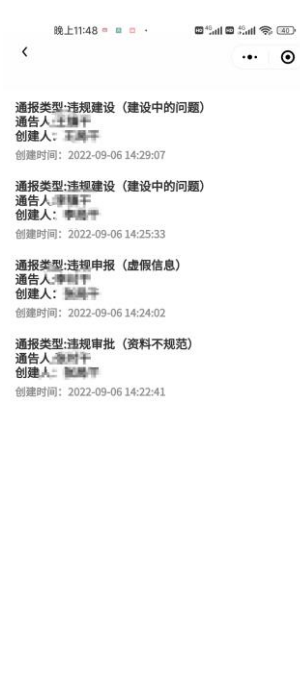 晚上11:48
40
通报类型:违规建设（建设中的问题）
通告人:
创建人：
创建时间：2022-09-06 14:29:07
通报类型:违规建设（建设中的问题）
通告人:
创建人：
创建时间：2022-09-06 14:25:33
通报类型:违规申报（虚假信息）
通告人:
创建人：
创建时间：2022-09-06 14:24:02
通报类型:违规审批（资料不规范）
通告人:
创建人：
创建时间：2022-09-06 14:22:41